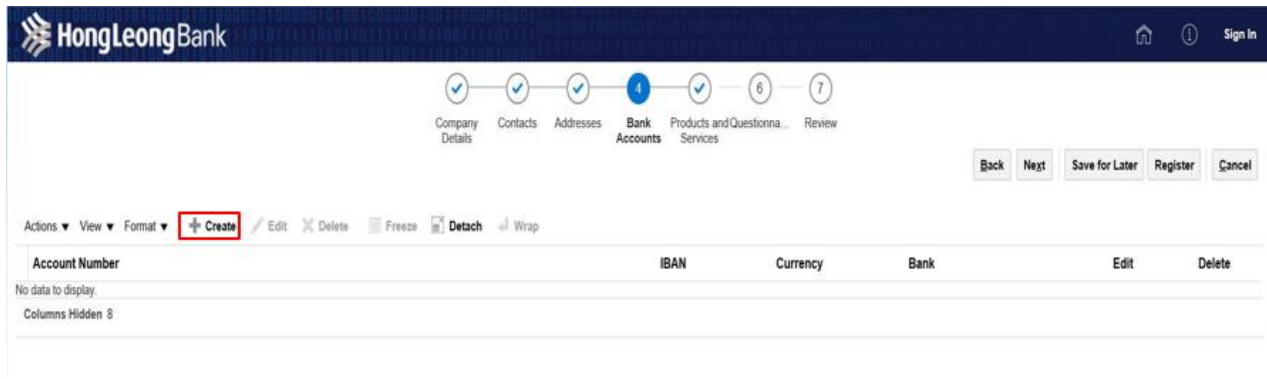 HongLeong Bank
Sign In
4 6 7
Company Details Contacts Addresses Bank Accounts Products and Services Questionna... Review
Back Next Save for Later Register Cancel
Actions View Format Create Edit Delete Freeze Detach Wrap
Account Number IBAN Currency Bank Edit Delete
No data to display.
Columns Hidden 8